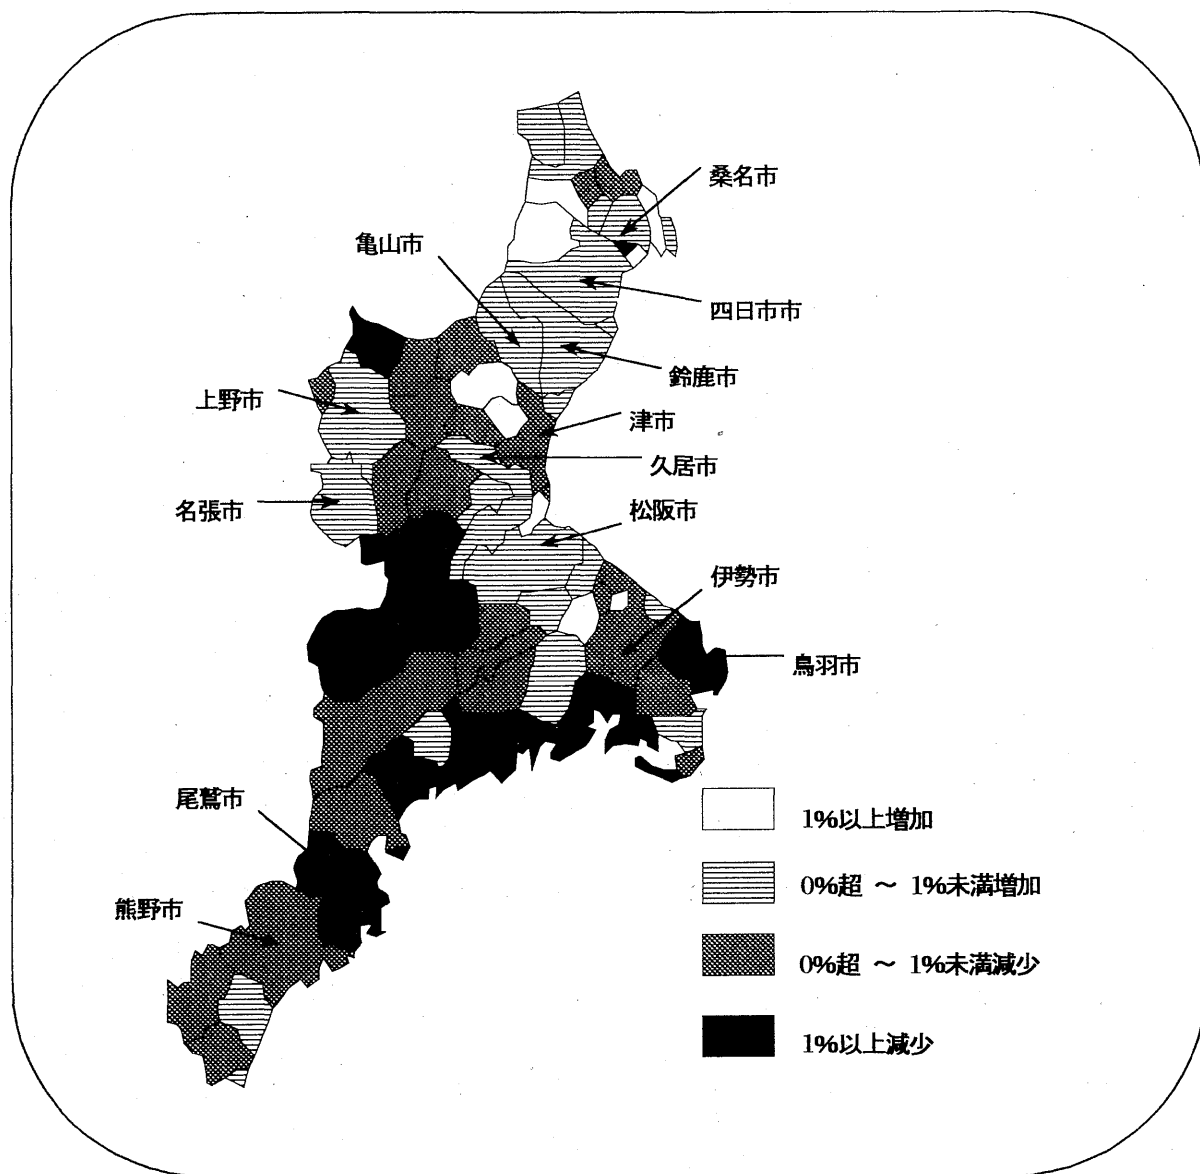 桑名市
亀山市
四日市市
鈴鹿市
上野市
津市
久居市
名張市
松阪市
伊勢市
鳥羽市
尾鷲市
熊野市
1%以上増加
0%超 ～ 1%未満増加
0%超 ～ 1%未満減少
1%以上減少